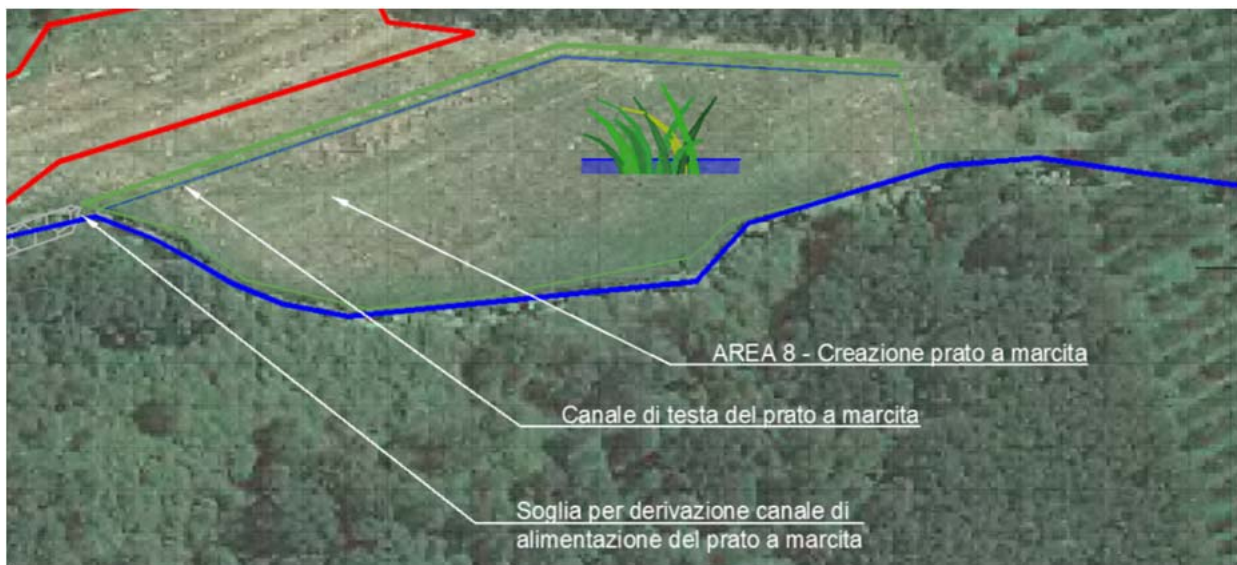 AREA 8 - Creazione prato a marcita
Canale di testa del prato a marcita
Soglia per derivazione canale di
alimentazione del prato a marcita